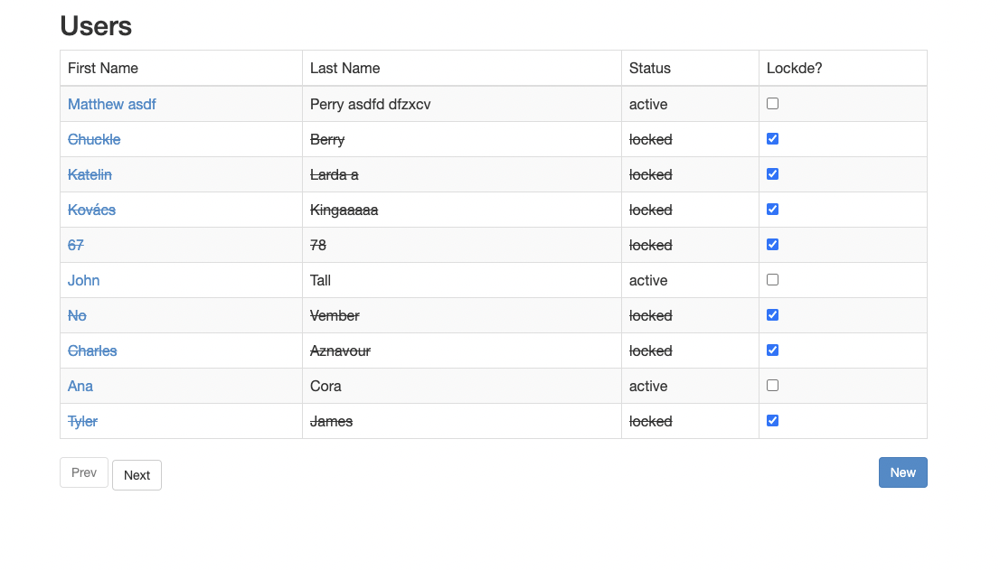 Users
First Name Last Name Status Lockde?
Matthew asdf Perry asdfd dfzxcv active
Chuckle Berry locked
Katelin Larda a locked
Kovács Kingaaaaa locked
67 78 locked
John Tall active
No Vember locked
Charles Aznavour locked
Ana Cora active
Tyler James locked
Prev Next New